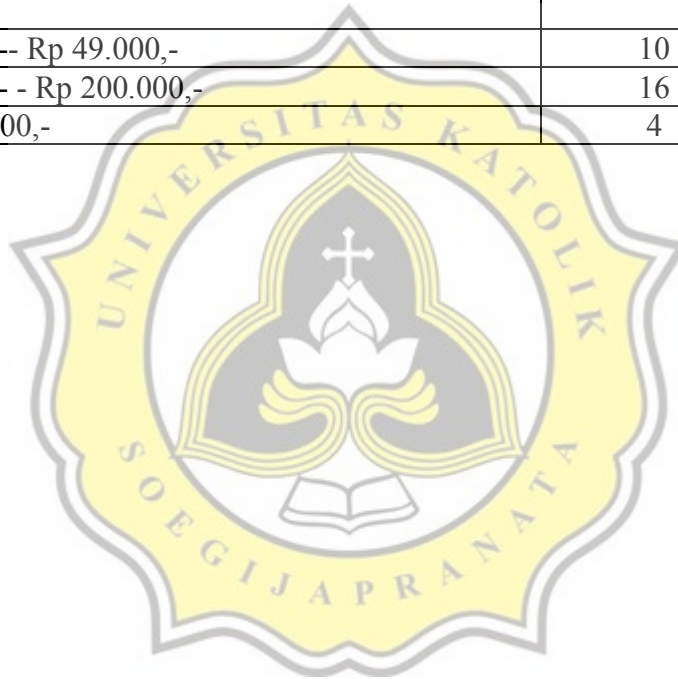 -- Rp 49.000,- 10
- - Rp 200.000,- 16
00,- 4
UNIVERSITAS KATOLIK
SOEGIJAPRANATA